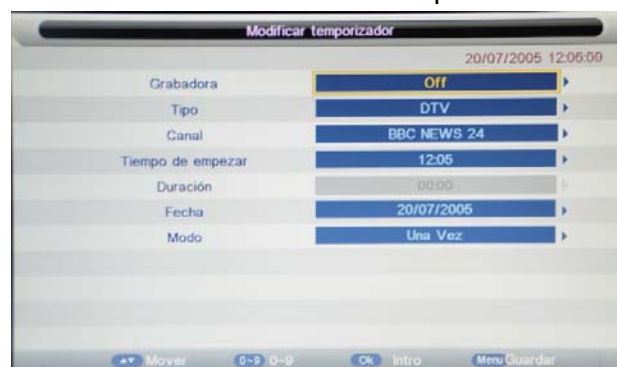 Modificar temporizador
20/07/2005 12:05:00
Grabadora Off
Tipo DTV
Canal BBC NEWS 24
Tiempo de empezar 12:05
Duración 00:00
Fecha 20/07/2005
Modo Una Vez
Mover 0~9 0~9 Ok Intro Menu Guardar